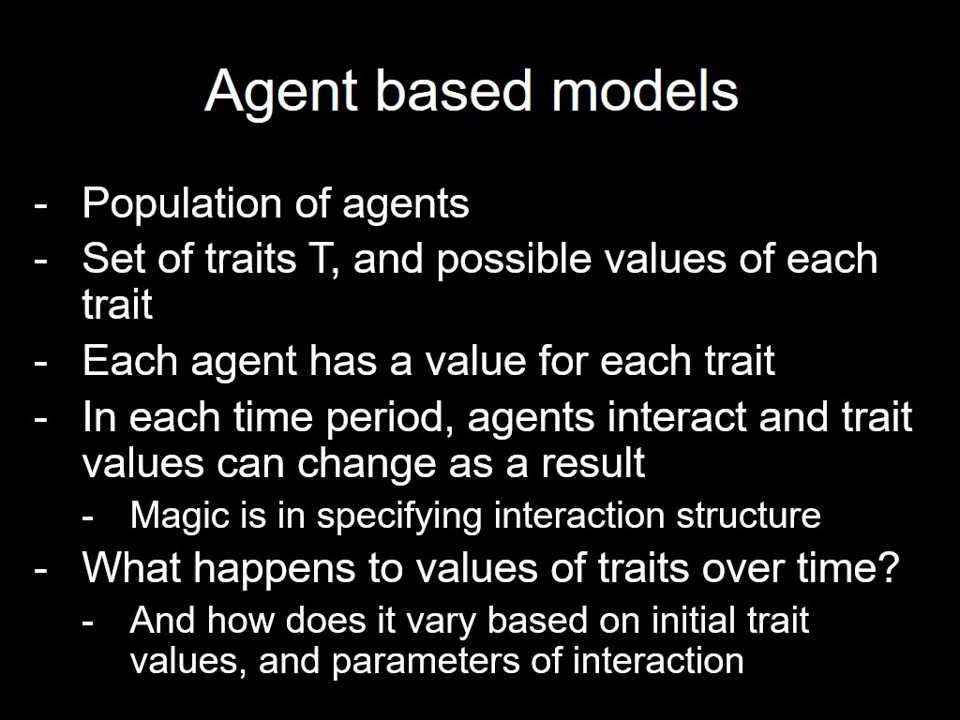 Agent based models
- Population of agents
- Set of traits T, and possible values of each
trait
- Each agent has a value for each trait
- In each time period, agents interact and trait
values can change as a result
- Magic is in specifying interaction structure
- What happens to values of traits over time?
- And how does it vary based on initial trait
values, and parameters of interaction